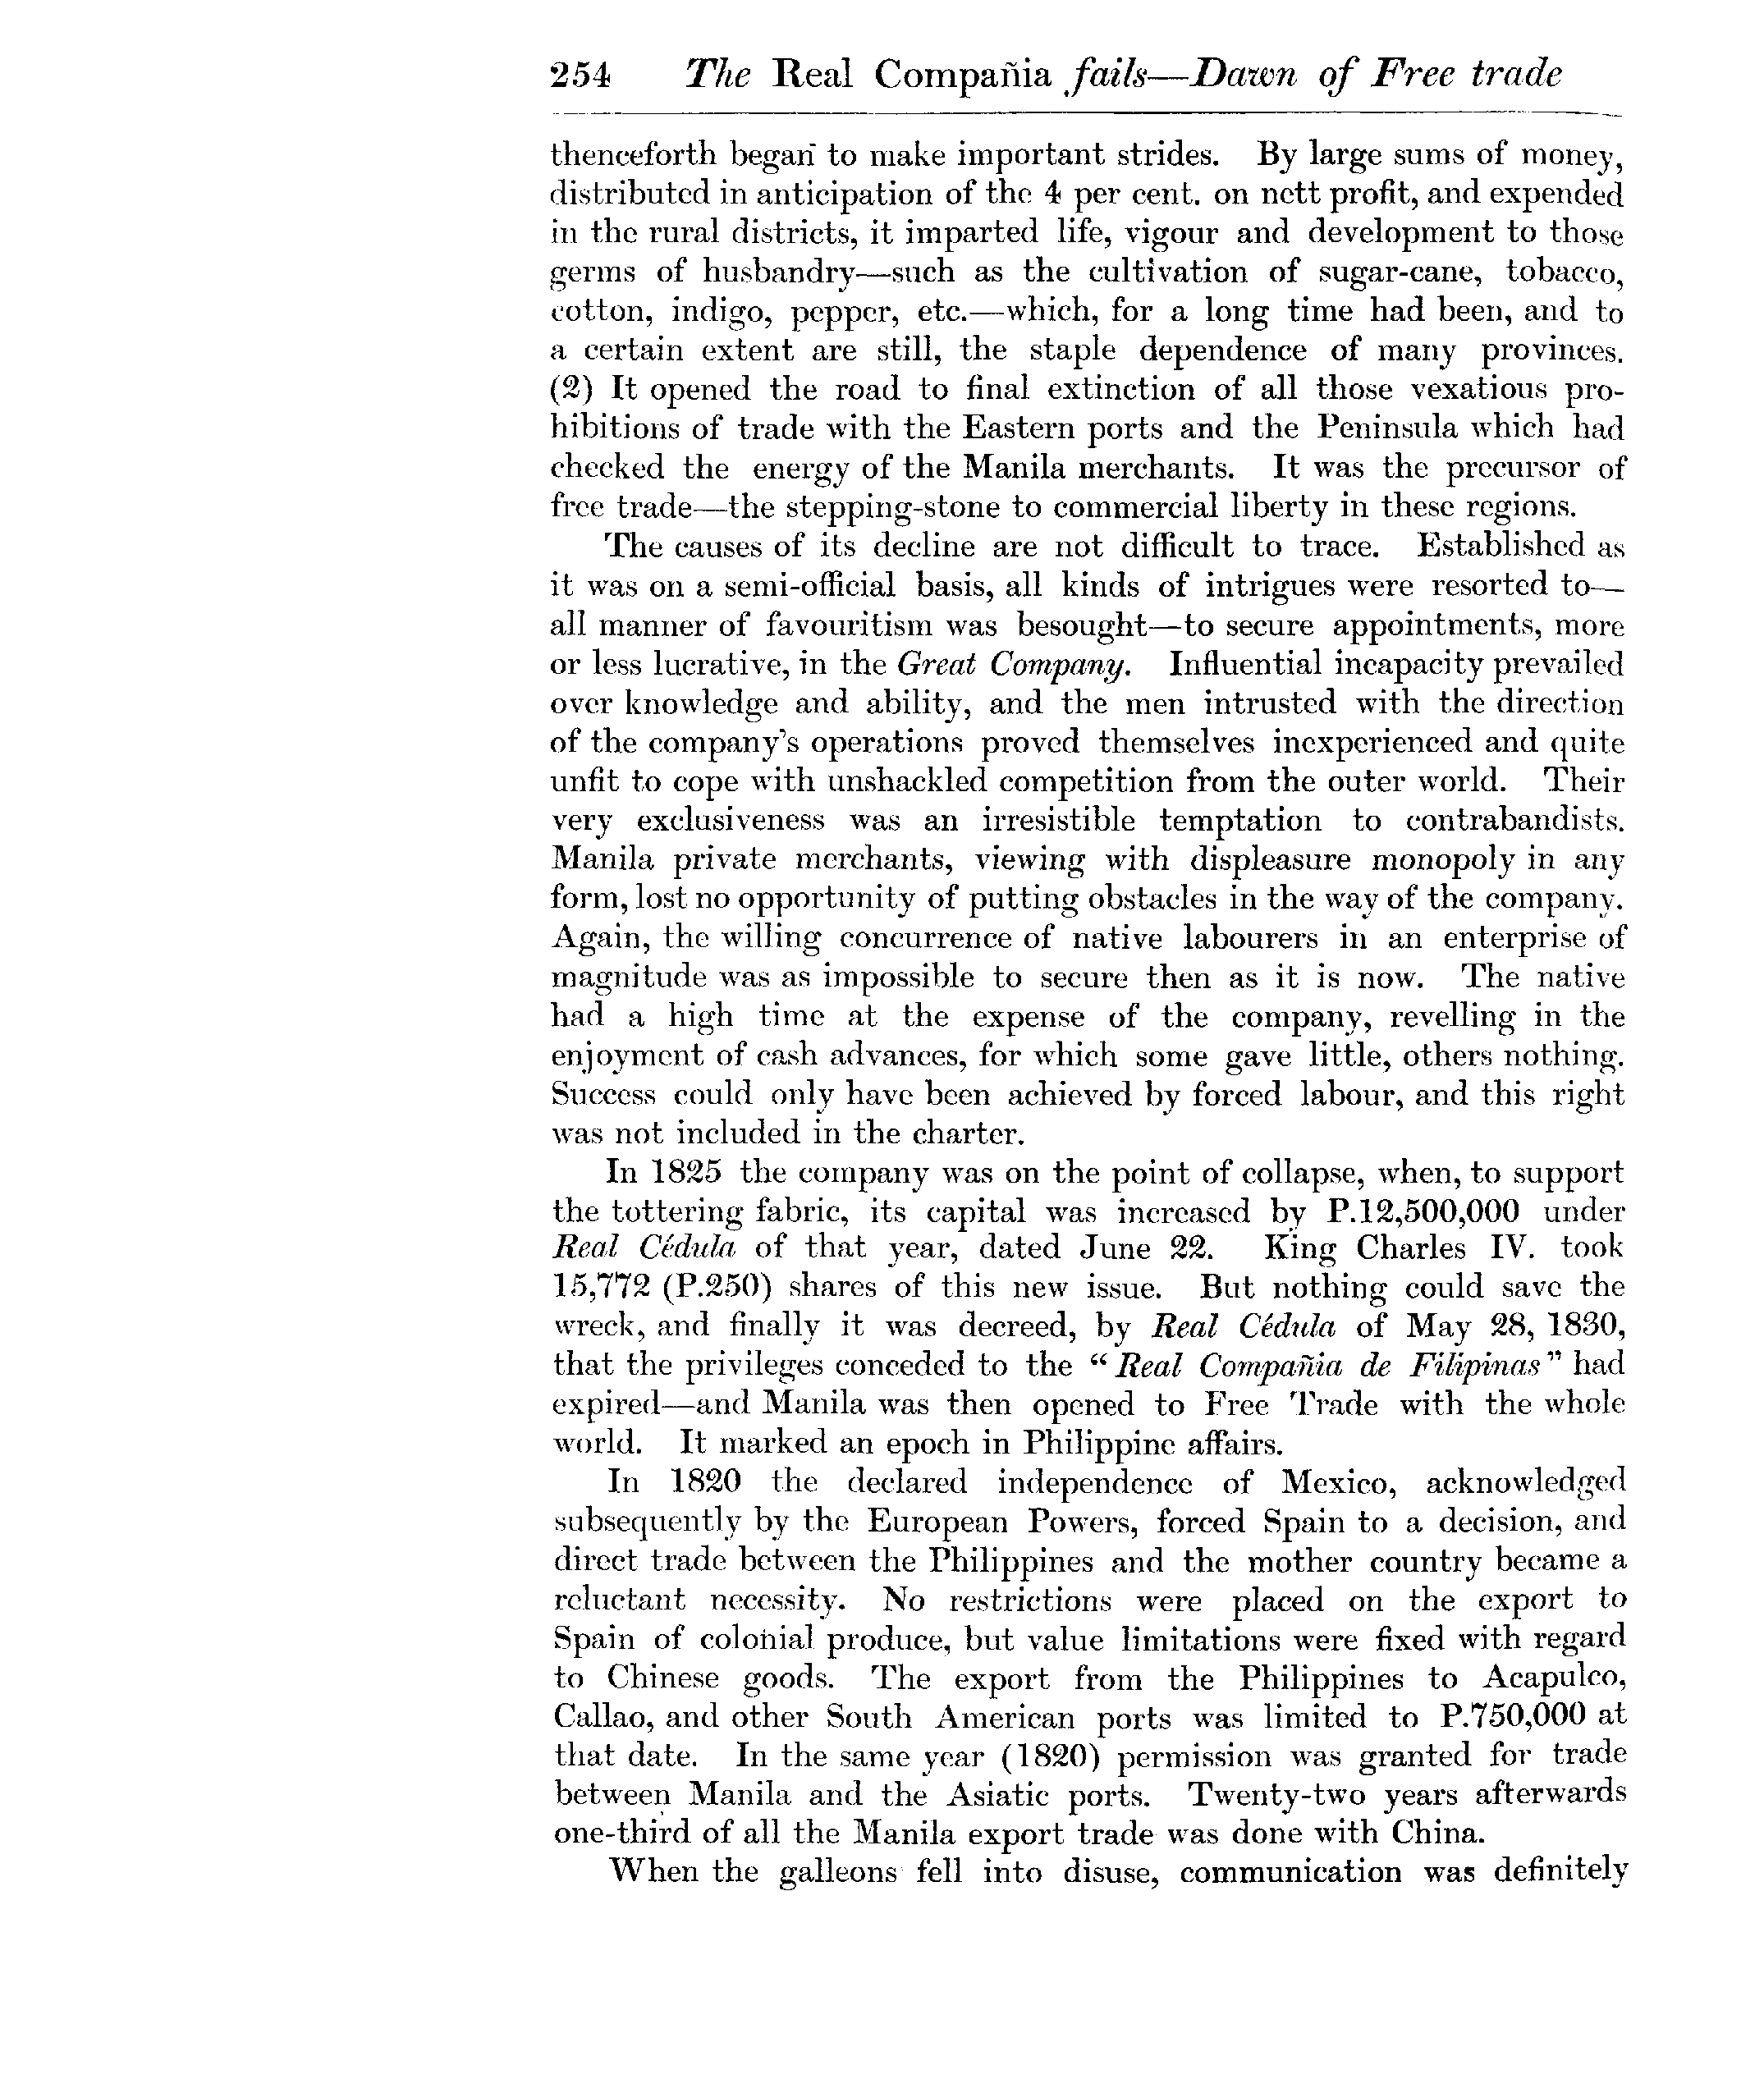 254 The Real Compañia fails—Dawn of Free trade
thenceforth began to make important strides. By large sums of money,
distributed in anticipation of the 4 per cent. on nett profit, and expended
in the rural districts, it imparted life, vigour and development to those
germs of husbandry—such as the cultivation of sugar-cane, tobacco,
cotton, indigo, pepper, etc.—which, for a long time had been, and to
a certain extent are still, the staple dependence of many provinces.
(2) It opened the road to final extinction of all those vexatious pro-
hibitions of trade with the Eastern ports and the Peninsula which had
checked the energy of the Manila merchants. It was the precursor of
free trade—the stepping-stone to commercial liberty in these regions.
The causes of its decline are not difficult to trace. Established as
it was on a semi-official basis, all kinds of intrigues were resorted to—
all manner of favouritism was besought—to secure appointments, more
or less lucrative, in the Great Company. Influential incapacity prevailed
over knowledge and ability, and the men intrusted with the direction
of the company's operations proved themselves inexperienced and quite
unfit to cope with unshackled competition from the outer world. Their
very exclusiveness was an irresistible temptation to contrabandists.
Manila private merchants, viewing with displeasure monopoly in any
form, lost no opportunity of putting obstacles in the way of the company.
Again, the willing concurrence of native labourers in an enterprise of
magnitude was as impossible to secure then as it is now. The native
had a high time at the expense of the company, revelling in the
enjoyment of cash advances, for which some gave little, others nothing.
Success could only have been achieved by forced labour, and this right
was not included in the charter.
In 1825 the company was on the point of collapse, when, to support
the tottering fabric, its capital was increased by P.12,500,000 under
Real Cédula of that year, dated June 22. King Charles IV. took
15,772 (P.250) shares of this new issue. But nothing could save the
wreck, and finally it was decreed, by Real Cédula of May 28, 1830,
that the privileges conceded to the "Real Compañia de Filipinas" had
expired—and Manila was then opened to Free Trade with the whole
world. It marked an epoch in Philippine affairs.
In 1820 the declared independence of Mexico, acknowledged
subsequently by the European Powers, forced Spain to a decision, and
direct trade between the Philippines and the mother country became a
reluctant necessity. No restrictions were placed on the export to
Spain of colonial produce, but value limitations were fixed with regard
to Chinese goods. The export from the Philippines to Acapulco,
Callao, and other South American ports was limited to P.750,000 at
that date. In the same year (1820) permission was granted for trade
between Manila and the Asiatic ports. Twenty-two years afterwards
one-third of all the Manila export trade was done with China.
When the galleons fell into disuse, communication was definitely